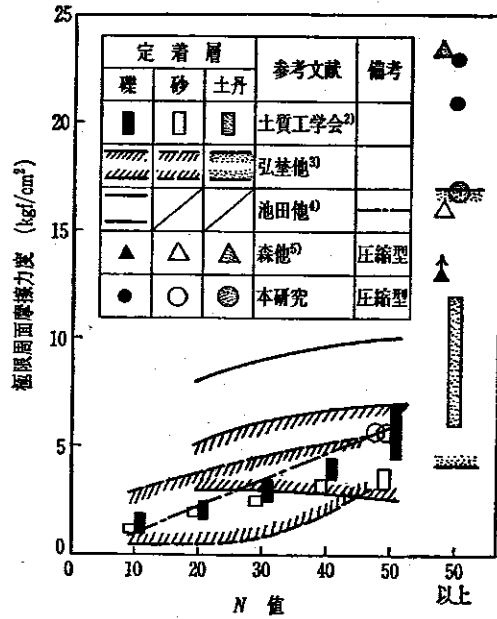 25
20
15
10
5
0
極限周面摩擦力度 (kgf/cm²)
定着層
参考文献
備考
礫
砂
土丹
土質工学会2)
弘埜他3)
池田他4)
森他5)
圧縮型
本研究
圧縮型
0
10
20
30
40
50
50
以上
N 値